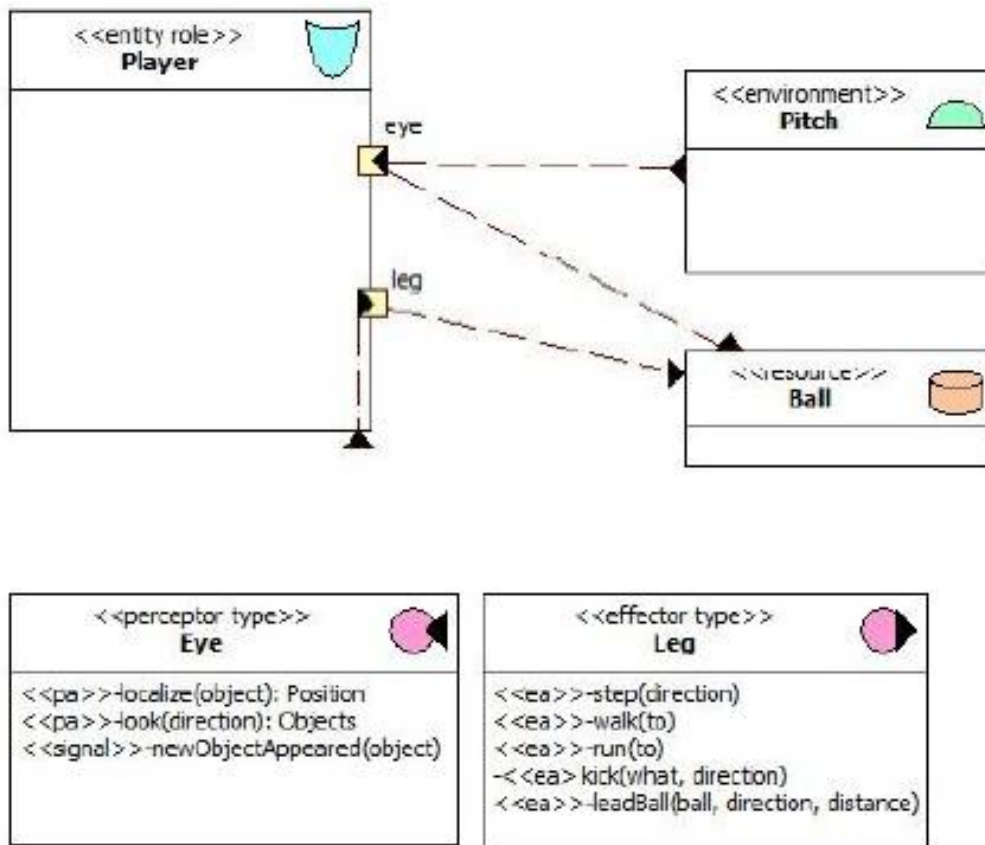 <<entity role>>
Player
<<environment>>
Pitch
eye
leg
<<resource>>
Ball
<<perceptor type>>
Eye
<<pa>>-localize(object): Position
<<pa>>-look(direction): Objects
<<signal>>-newObjectAppeared(object)
<<effector type>>
Leg
<<ea>>-step(direction)
<<ea>>-walk(to)
<<ea>>-run(to)
-<<ea> kick(what, direction)
<<ea>>-leadBall(ball, direction, distance)